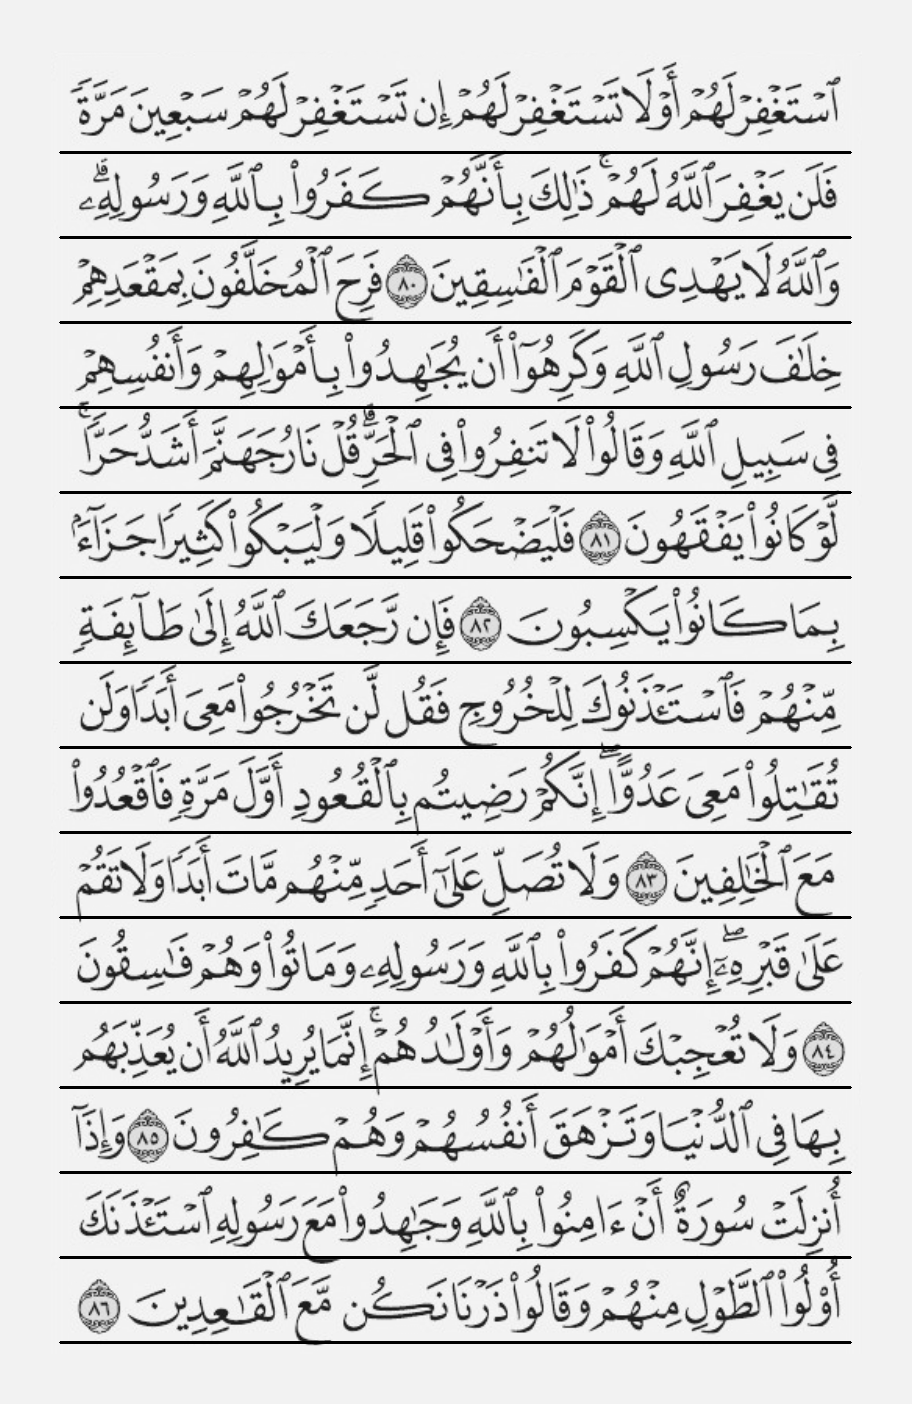 ٱسۡتَغۡفِرۡ لَهُمۡ أَوۡ لَا تَسۡتَغۡفِرۡ لَهُمۡ إِن تَسۡتَغۡفِرۡ لَهُمۡ سَبۡعِينَ مَرَّةٗ
فَلَن يَغۡفِرَ ٱللَّهُ لَهُمۡۚ ذَٰلِكَ بِأَنَّهُمۡ كَفَرُواْ بِٱللَّهِ وَرَسُولِهِۦۗ
وَٱللَّهُ لَا يَهۡدِي ٱلۡقَوۡمَ ٱلۡفَٰسِقِينَ ٨٠ فَرِحَ ٱلۡمُخَلَّفُونَ بِمَقۡعَدِهِمۡ
خِلَٰفَ رَسُولِ ٱللَّهِ وَكَرِهُوٓاْ أَن يُجَٰهِدُواْ بِأَمۡوَٰلِهِمۡ وَأَنفُسِهِمۡ
فِي سَبِيلِ ٱللَّهِ وَقَالُواْ لَا تَنفِرُواْ فِي ٱلۡحَرِّۗ قُلۡ نَارُ جَهَنَّمَ أَشَدُّ حَرّٗاۚ
لَّوۡ كَانُواْ يَفۡقَهُونَ ٨١ فَلۡيَضۡحَكُواْ قَلِيلٗا وَلۡيَبۡكُواْ كَثِيرٗا جَزَآءَۢ
بِمَا كَانُواْ يَكۡسِبُونَ ٨٢ فَإِن رَّجَعَكَ ٱللَّهُ إِلَىٰ طَآئِفَةٖ
مِّنۡهُمۡ فَٱسۡتَـٔۡذَنُوكَ لِلۡخُرُوجِ فَقُل لَّن تَخۡرُجُواْ مَعِيَ أَبَدٗا وَلَن
تُقَٰتِلُواْ مَعِيَ عَدُوًّاۖ إِنَّكُمۡ رَضِيتُم بِٱلۡقُعُودِ أَوَّلَ مَرَّةٖ فَٱقۡعُدُواْ
مَعَ ٱلۡخَٰلِفِينَ ٨٣ وَلَا تُصَلِّ عَلَىٰٓ أَحَدٖ مِّنۡهُم مَّاتَ أَبَدٗا وَلَا تَقُمۡ
عَلَىٰ قَبۡرِهِۦٓۖ إِنَّهُمۡ كَفَرُواْ بِٱللَّهِ وَرَسُولِهِۦ وَمَاتُواْ وَهُمۡ فَٰسِقُونَ
٨٤ وَلَا تُعۡجِبۡكَ أَمۡوَٰلُهُمۡ وَأَوۡلَٰدُهُمۡۚ إِنَّمَا يُرِيدُ ٱللَّهُ أَن يُعَذِّبَهُم
بِهَا فِي ٱلدُّنۡيَا وَتَزۡهَقَ أَنفُسُهُمۡ وَهُمۡ كَٰفِرُونَ ٨٥ وَإِذَآ
أُنزِلَتۡ سُورَةٌ أَنۡ ءَامِنُواْ بِٱللَّهِ وَجَٰهِدُواْ مَعَ رَسُولِهِ ٱسۡتَـٔۡذَنَكَ
أُوْلُواْ ٱلطَّوۡلِ مِنۡهُمۡ وَقَالُواْ ذَرۡنَا نَكُن مَّعَ ٱلۡقَٰعِدِينَ ٨٦